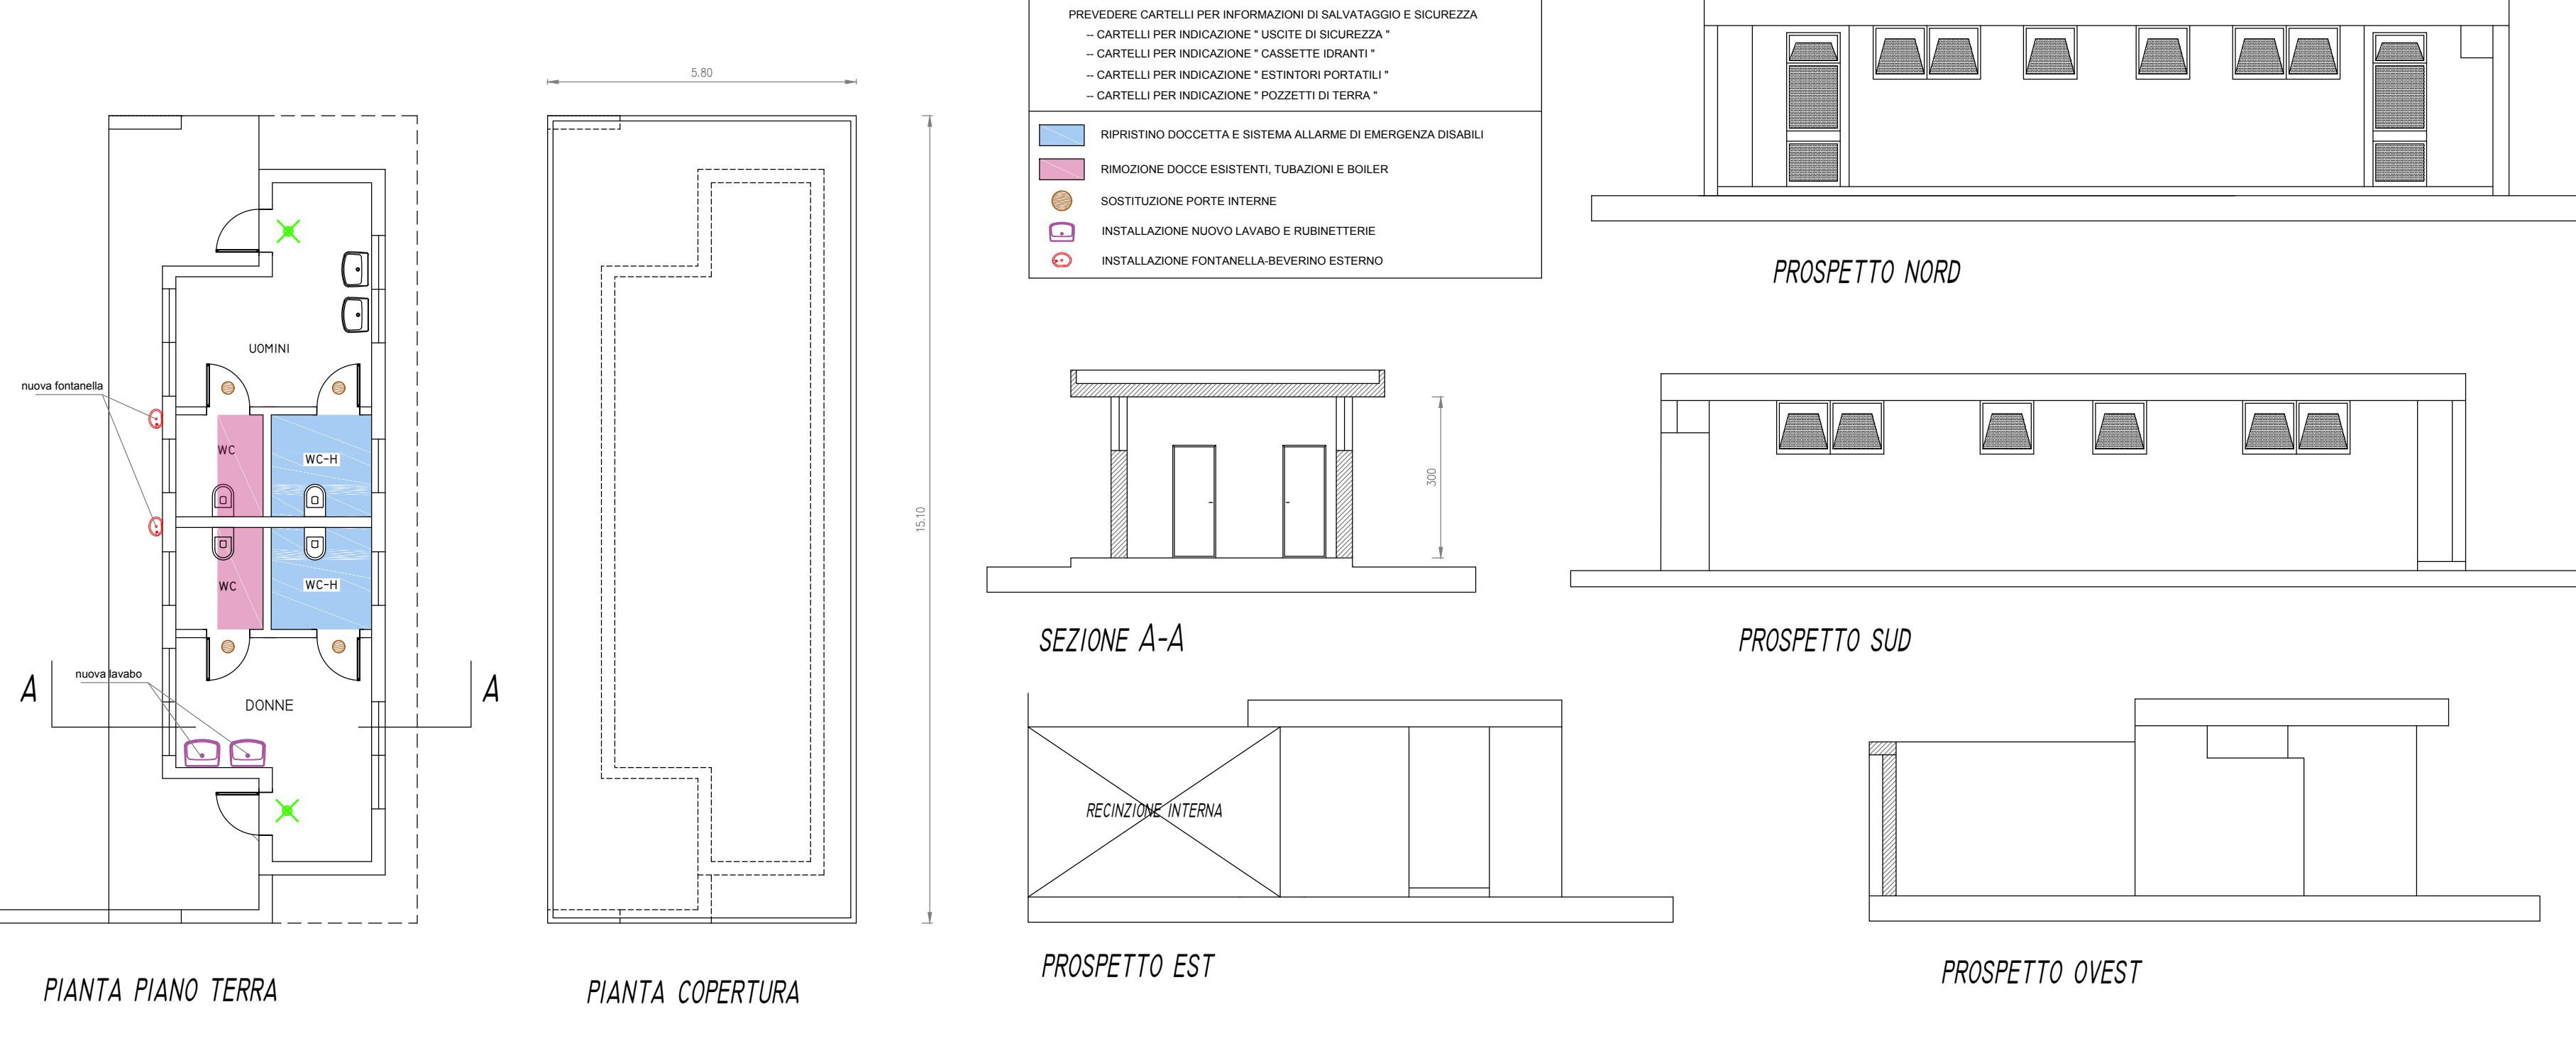 PREVEDERE CARTELLI PER INFORMAZIONI DI SALVATAGGIO E SICUREZZA
-- CARTELLI PER INDICAZIONE " USCITE DI SICUREZZA "
-- CARTELLI PER INDICAZIONE " CASSETTE IDRANTI "
-- CARTELLI PER INDICAZIONE " ESTINTORI PORTATILI "
-- CARTELLI PER INDICAZIONE " POZZETTI DI TERRA "
RIPRISTINO DOCCETTA E SISTEMA ALLARME DI EMERGENZA DISABILI
RIMOZIONE DOCCE ESISTENTI, TUBAZIONI E BOILER
SOSTITUZIONE PORTE INTERNE
INSTALLAZIONE NUOVO LAVABO E RUBINETTERIE
INSTALLAZIONE FONTANELLA-BEVERINO ESTERNO
PROSPETTO NORD
5.80
15.10
UOMINI
nuova fontanella
WC
WC-H
WC
WC-H
nuova lavabo
DONNE
A
A
PIANTA PIANO TERRA
PIANTA COPERTURA
300
SEZIONE A-A
PROSPETTO SUD
RECINZIONE INTERNA
PROSPETTO EST
PROSPETTO OVEST